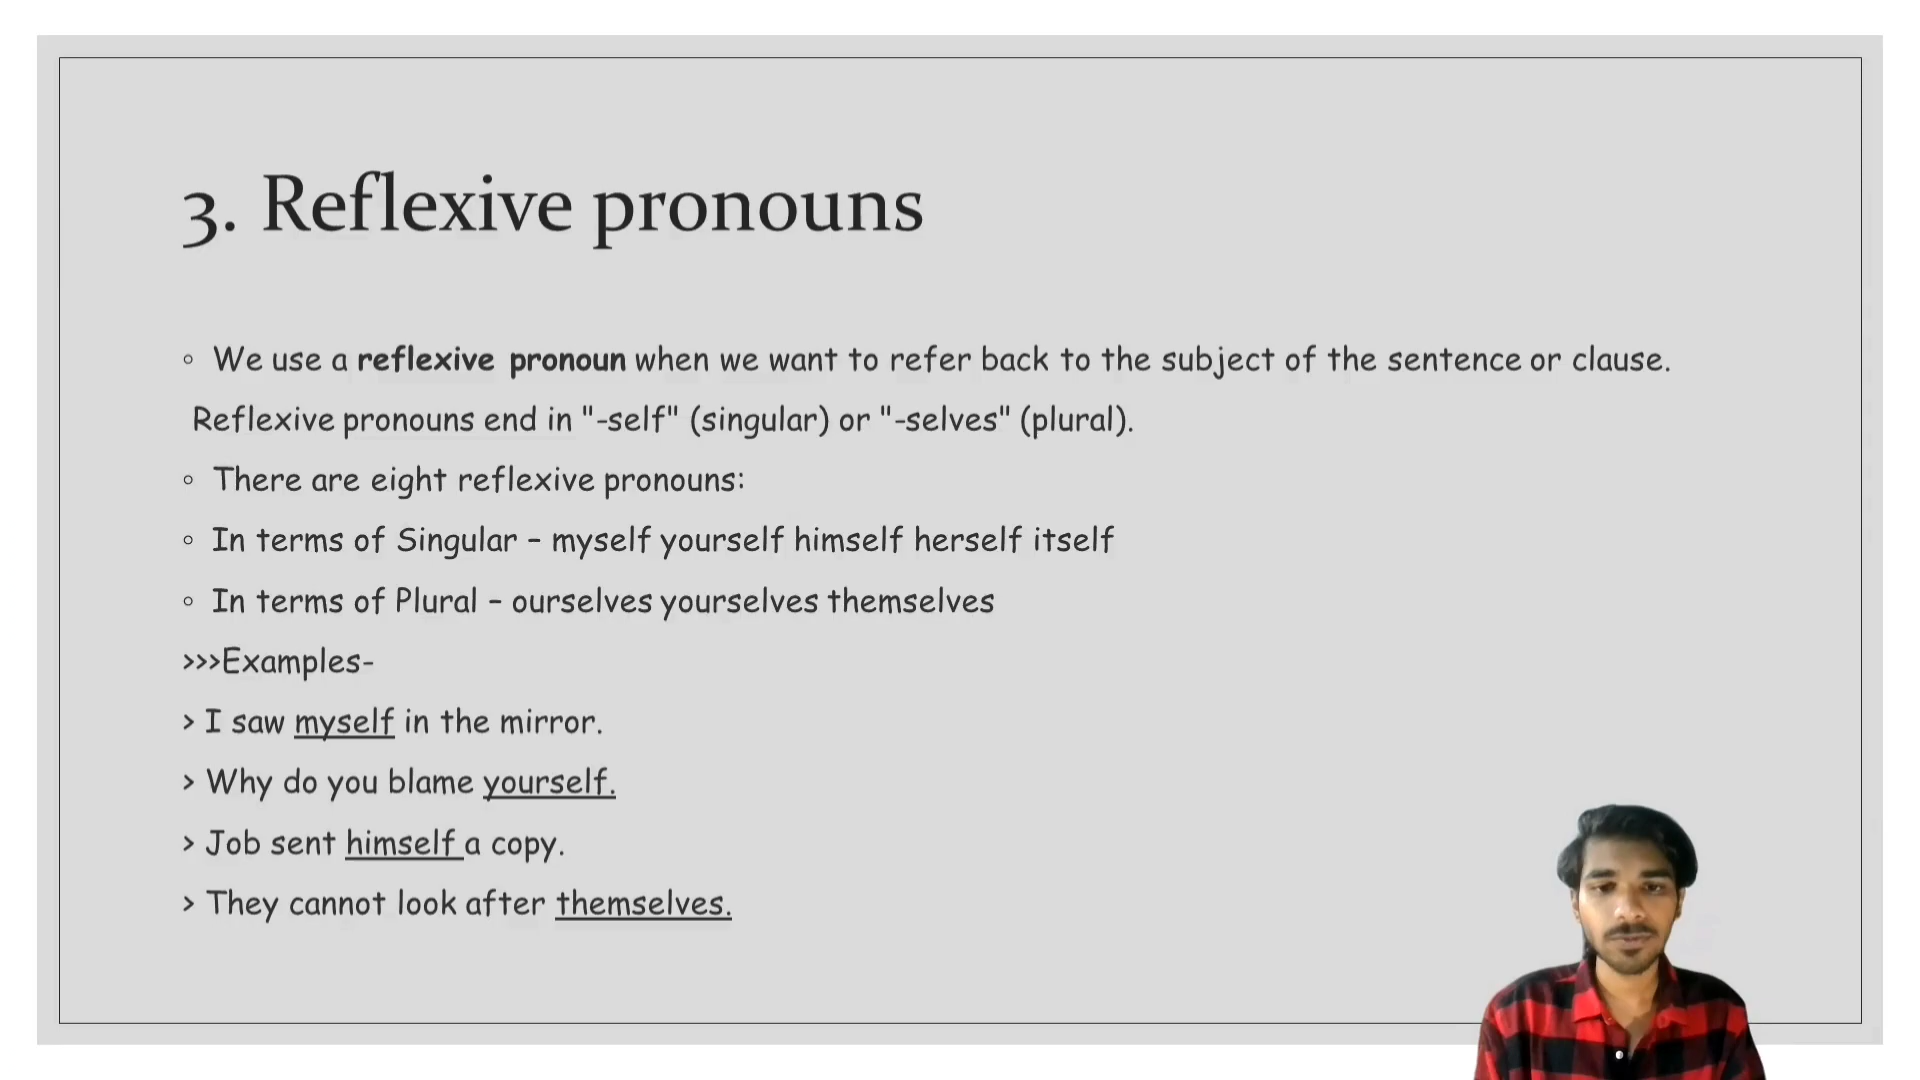 3. Reflexive pronouns
◦ We use a reflexive pronoun when we want to refer back to the subject of the sentence or clause.
Reflexive pronouns end in "-self" (singular) or "-selves" (plural).
◦ There are eight reflexive pronouns:
◦ In terms of Singular – myself yourself himself herself itself
◦ In terms of Plural – ourselves yourselves themselves
>>>Examples-
> I saw myself in the mirror.
> Why do you blame yourself.
> Job sent himself a copy.
> They cannot look after themselves.